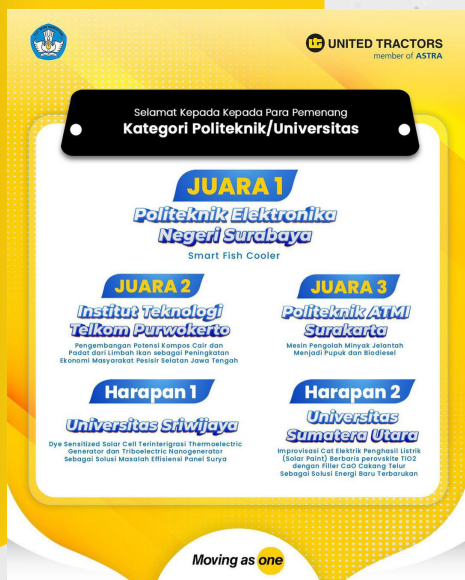 UNITED TRACTORS
member of ASTRA
Selamat Kepada Kepada Para Pemenang
Kategori Politeknik/Universitas
JUARA 1
Politeknik Elektronika
Negeri Surabaya
Smart Fish Cooler
JUARA 2
Institut Teknologi
Telkom Purwokerto
Pengembangan Potensi Kompos Cair dan
Padat dari Limbah Ikan sebagai Peningkatan
Ekonomi Masyarakat Pesisir Selatan Jawa Tengah
JUARA 3
Politeknik ATMI
Surakarta
Mesin Pengolah Minyak Jelantah
Menjadi Pupuk dan Biodiesel
Harapan 1
Universitas Sriwijaya
Dye Sensitized Solar Cell Terinterigrasi Thermoelectric
Generator dan Triboelectric Nanogenerator
Sebagai Solusi Masalah Effisiensi Panel Surya
Harapan 2
Universitas
Sumatera Utara
Improvisasi Cat Elektrik Penghasil Listrik
(Solar Paint) Berbaris perovskite TiO2
dengan Filler CaO Cakang Telur
Sebagai Solusi Energi Baru Terbarukan
Moving as one